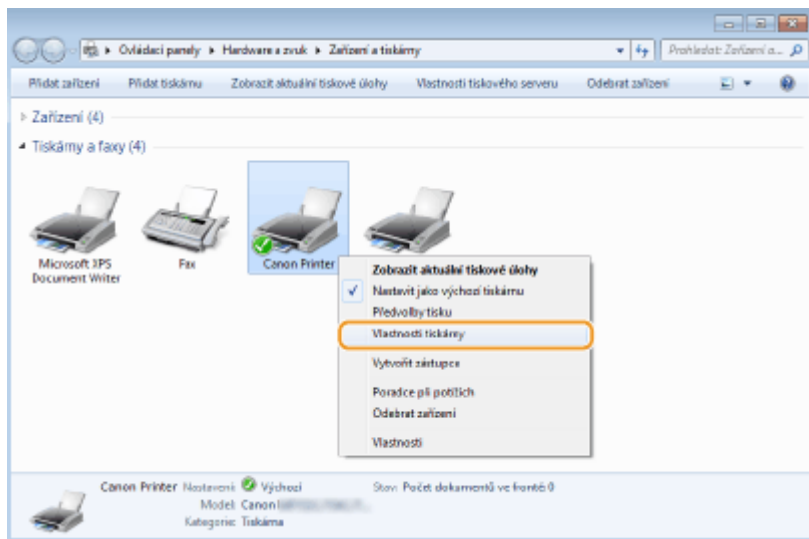 Ovládací panely ▸ Hardware a zvuk ▸ Zařízení a tiskárny
Prohledat: Zařízení a...
Přidat zařízení Přidat tiskárnu Zobrazit aktuální tiskové úlohy Vlastnosti tiskového serveru Odebrat zařízení
Zařízení (4)
Tiskárny a faxy (4)
Microsoft XPS
Document Writer
Fax
Canon Printer
Zobrazit aktuální tiskové úlohy
Nastavit jako výchozí tiskárnu
Předvolby tisku
Vlastnosti tiskárny
Vytvořit zástupce
Poradce při potížích
Odebrat zařízení
Vlastnosti
Canon Printer Nastavení: Výchozí Stav: Počet dokumentů ve frontě: 0
Model: Canon
Kategorie: Tiskárna